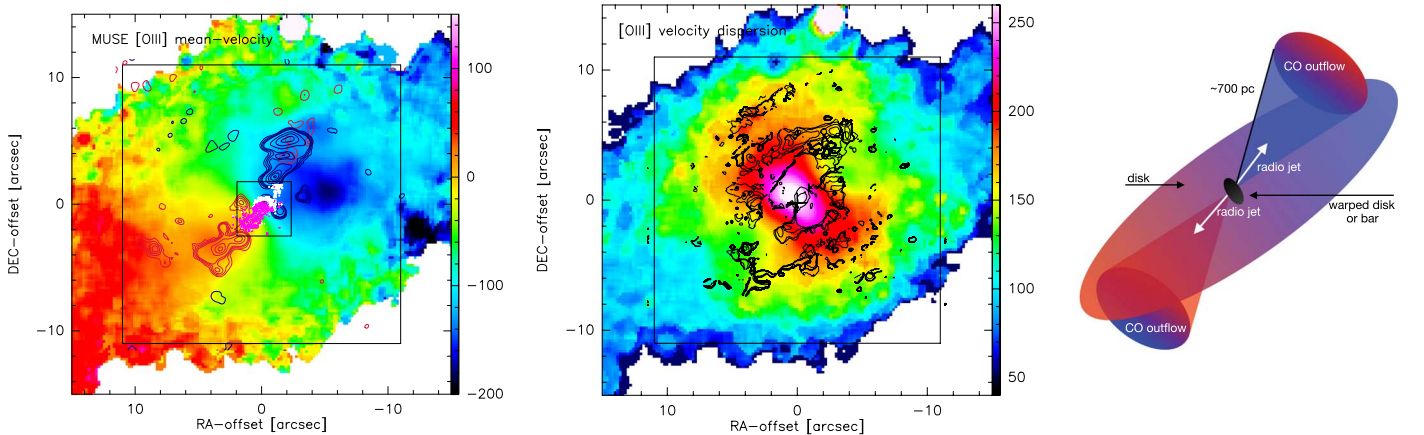 MUSE [OIII] mean-velocity
10
0
-10
DEC-offset [arcsec]
10
0
-10
RA-offset [arcsec]
100
0
-100
-200
[OIII] velocity dispersion
10
0
-10
DEC-offset [arcsec]
10
0
-10
RA-offset [arcsec]
250
200
150
100
50
CO outflow
~700 pc
radio jet
disk
radio jet
warped disk
or bar
CO outflow